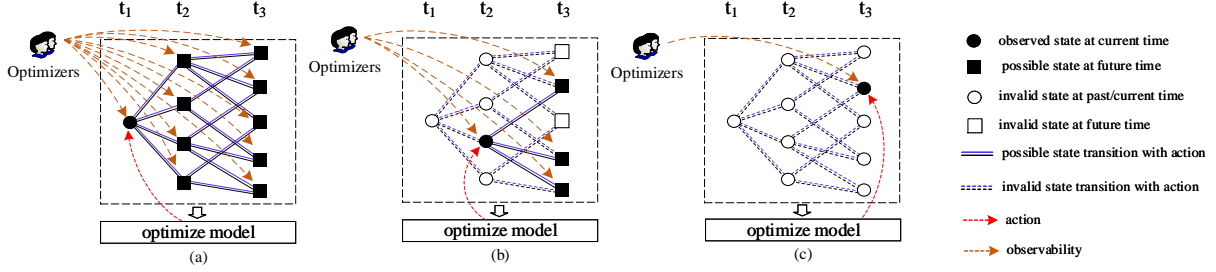 t1 t2 t3
Optimizers
optimize model
(a)
t1 t2 t3
Optimizers
optimize model
(b)
t1 t2 t3
Optimizers
optimize model
(c)
observed state at current time
possible state at future time
invalid state at past/current time
invalid state at future time
possible state transition with action
invalid state transition with action
action
observability